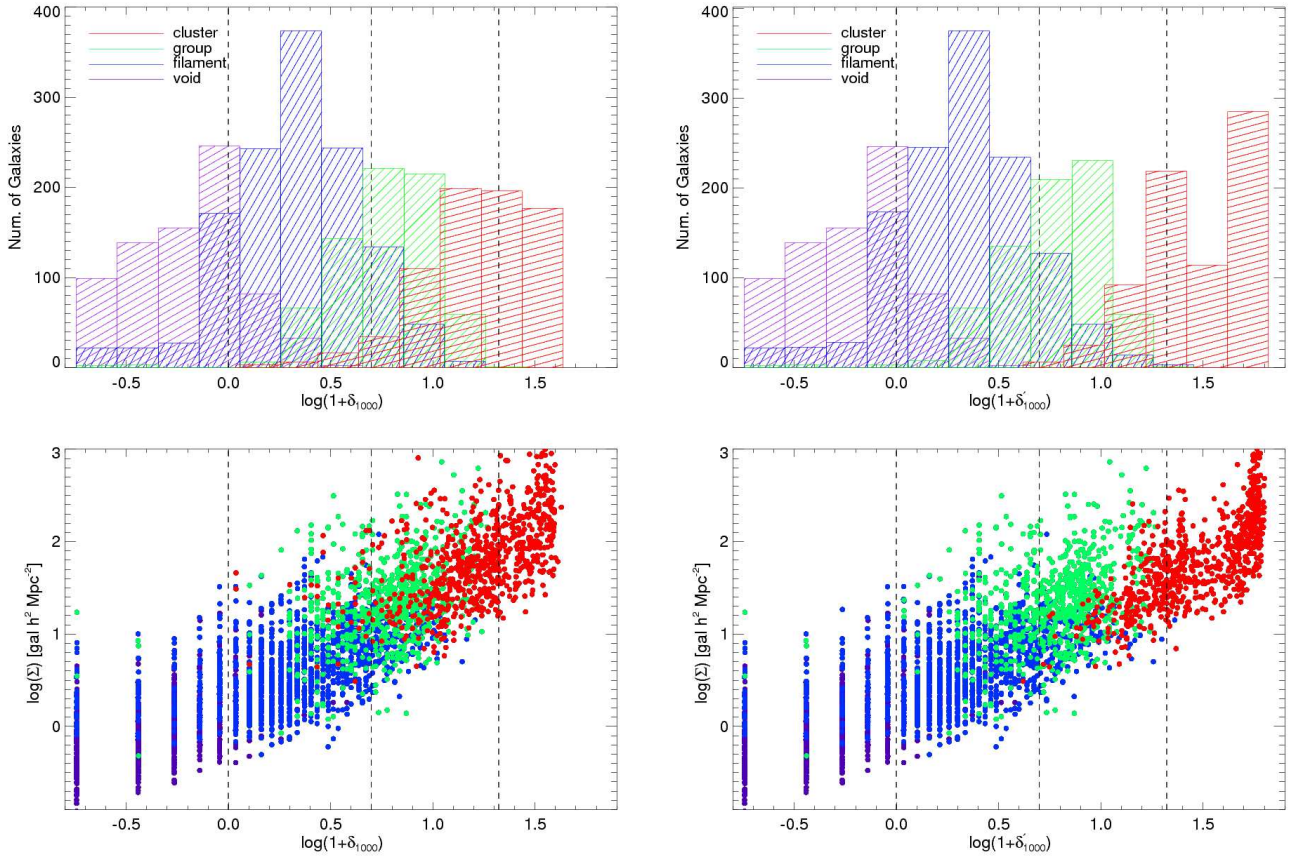 400
300
200
100
0
Num. of Galaxies
cluster
group
filament
void
-0.5 0.0 0.5 1.0 1.5
log(1+δ1000)
400
300
200
100
0
Num. of Galaxies
cluster
group
filament
void
-0.5 0.0 0.5 1.0 1.5
log(1+δ'1000)
3
2
1
0
log(Σ) [gal h² Mpc⁻²]
-0.5 0.0 0.5 1.0 1.5
log(1+δ1000)
3
2
1
0
log(Σ) [gal h² Mpc⁻²]
-0.5 0.0 0.5 1.0 1.5
log(1+δ'1000)